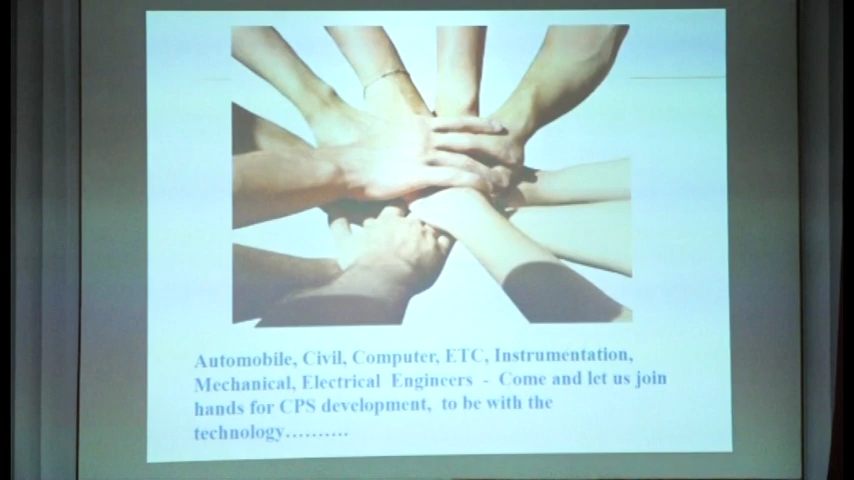 Automobile, Civil, Computer, ETC, Instrumentation,
Mechanical, Electrical Engineers - Come and let us join
hands for CPS development, to be with the
technology..........